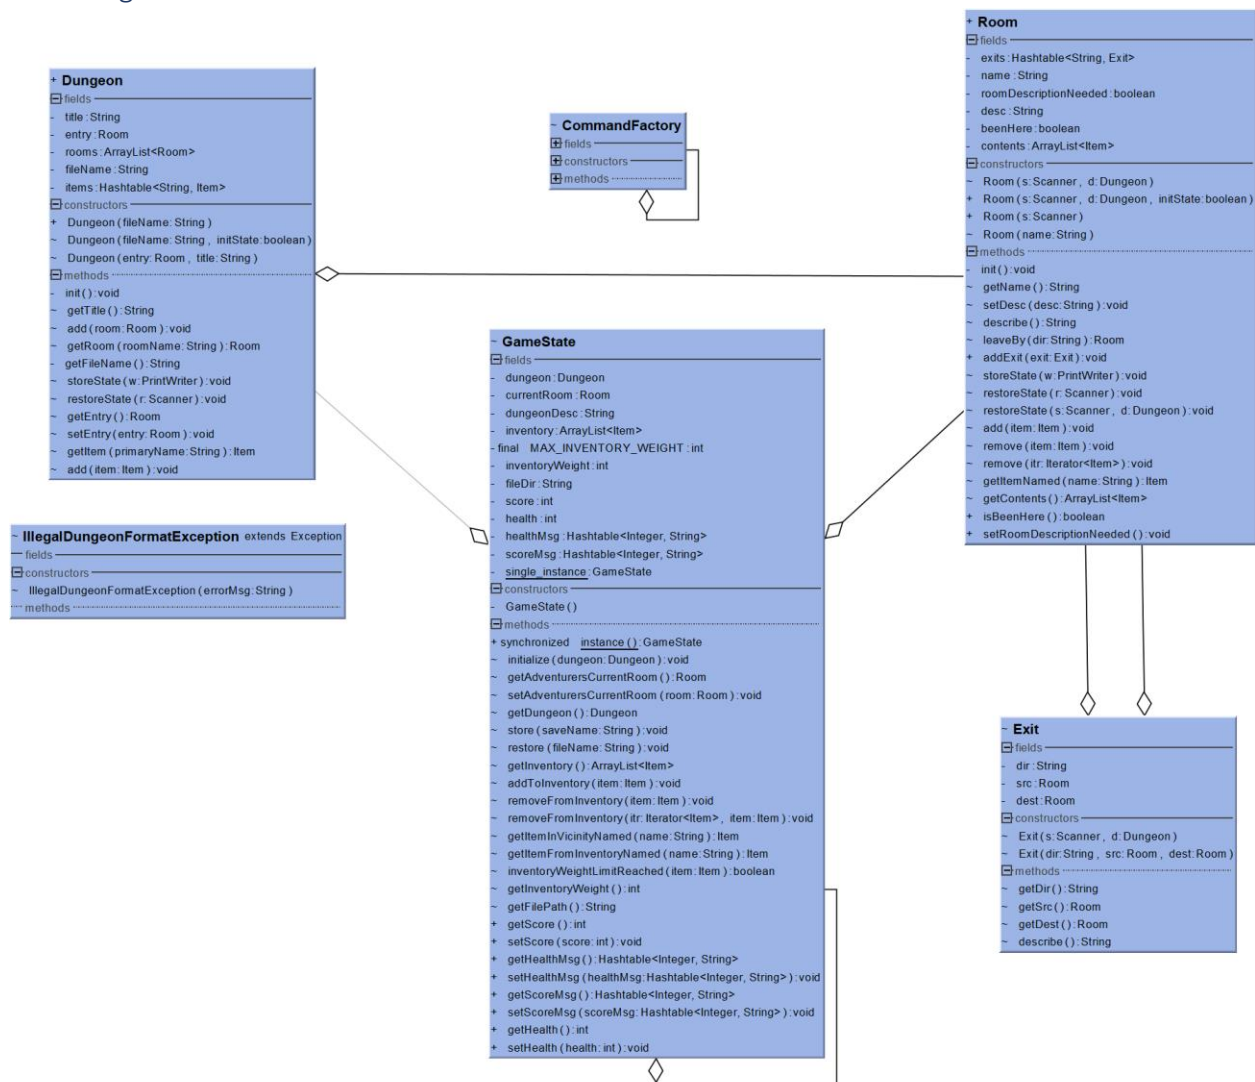 + Dungeon
fields
- title:String
- entry:Room
- rooms:ArrayList<Room>
- fileName:String
- items:Hashtable<String, Item>
constructors
+ Dungeon(fileName:String)
~ Dungeon(fileName:String, initState:boolean)
~ Dungeon(entry:Room, title:String)
methods
- init():void
~ getTitle():String
~ add(room:Room):void
~ getRoom(roomName:String):Room
- getFileName():String
~ storeState(w:PrintWriter):void
~ restoreState(r:Scanner):void
~ getEntry():Room
~ setEntry(entry:Room):void
~ getItem(primaryName:String):Item
~ add(item:Item):void
~ IllegalDungeonFormatException extends Exception
fields
constructors
~ IllegalDungeonFormatException(errorMsg:String)
methods
~ CommandFactory
fields
constructors
methods
~ GameState
fields
- dungeon:Dungeon
- currentRoom:Room
- dungeonDesc:String
- inventory:ArrayList<Item>
- final MAX_INVENTORY_WEIGHT:int
- inventoryWeight:int
- fileDir:String
- score:int
- health:int
- healthMsg:Hashtable<Integer, String>
- scoreMsg:Hashtable<Integer, String>
- single_instance:GameState
constructors
- GameState()
methods
+ synchronized instance():GameState
~ initialize(dungeon:Dungeon):void
~ getAdventurersCurrentRoom():Room
~ setAdventurersCurrentRoom(room:Room):void
~ getDungeon():Dungeon
~ store(saveName:String):void
~ restore(fileName:String):void
~ getInventory():ArrayList<Item>
~ addToInventory(item:Item):void
~ removeFromInventory(item:Item):void
~ removeFromInventory(itr:Iterator<Item>, item:Item):void
~ getItemInVicinityNamed(name:String):Item
~ getItemFromInventoryNamed(name:String):Item
~ inventoryWeightLimitReached(item:Item):boolean
~ getInventoryWeight():int
~ getFilePath():String
+ getScore():int
+ setScore(score:int):void
+ getHealthMsg():Hashtable<Integer, String>
+ setHealthMsg(healthMsg:Hashtable<Integer, String>):void
+ getScoreMsg():Hashtable<Integer, String>
+ setScoreMsg(scoreMsg:Hashtable<Integer, String>):void
+ getHealth():int
+ setHealth(health:int):void
+ Room
fields
- exits:Hashtable<String, Exit>
- name:String
- roomDescriptionNeeded:boolean
- desc:String
- beenHere:boolean
- contents:ArrayList<Item>
constructors
~ Room(s:Scanner, d:Dungeon)
+ Room(s:Scanner, d:Dungeon, initState:boolean)
+ Room(s:Scanner)
~ Room(name:String)
methods
- init():void
~ getName():String
~ setDesc(desc:String):void
~ describe():String
~ leaveBy(dir:String):Room
+ addExit(exit:Exit):void
~ storeState(w:PrintWriter):void
~ restoreState(r:Scanner):void
~ restoreState(s:Scanner, d:Dungeon):void
~ add(item:Item):void
~ remove(item:Item):void
~ remove(itr:Iterator<Item>):void
~ getItemNamed(name:String):Item
~ getContents():ArrayList<Item>
+ isBeenHere():boolean
+ setRoomDescriptionNeeded():void
~ Exit
fields
- dir:String
- src:Room
- dest:Room
constructors
~ Exit(s:Scanner, d:Dungeon)
~ Exit(dir:String, src:Room, dest:Room)
methods
~ getDir():String
~ getSrc():Room
~ getDest():Room
~ describe():String